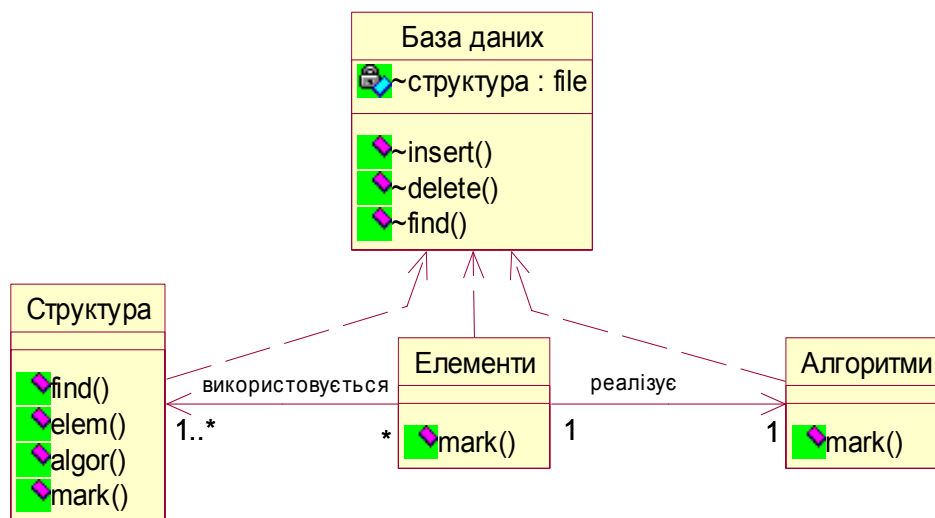 База даних
~структура : file
~insert()
~delete()
~find()
Структура
find()
elem()
algor()
mark()
використовується
1..*
*
Елементи
mark()
реалізує
1
1
Алгоритми
mark()